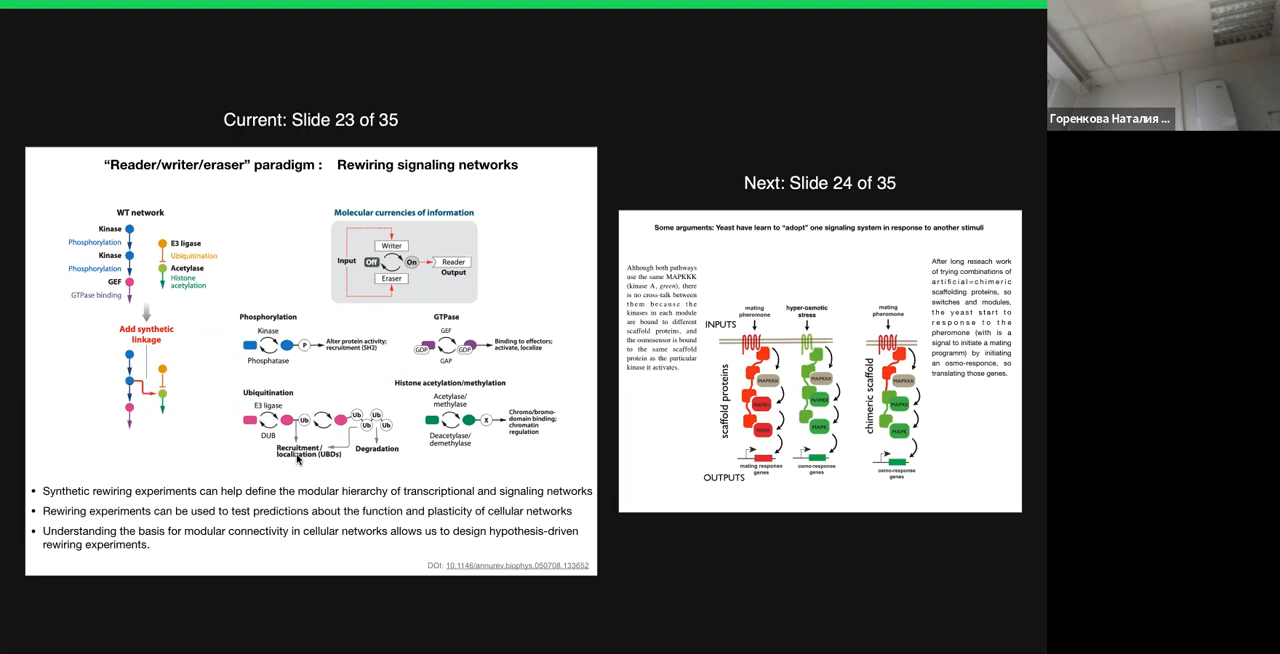 Current: Slide 23 of 35
“Reader/writer/eraser” paradigm : Rewiring signaling networks
WT network
Kinase
Phosphorylation
Kinase
Phosphorylation
GEF
GTPase binding
E3 ligase
Ubiquitination
Acetylase
Histone
acetylation
Add synthetic
linkage
Molecular currencies of information
Input
Writer
Off
On
Eraser
Reader
Output
Phosphorylation
Kinase
P
Phosphatase
Alter protein activity;
recruitment (SH2)
GTPase
GEF
GDP
GDP
GAP
Binding to effectors;
activate, localize
Ubiquitination
E3 ligase
Ub
DUB
Ub
Ub
Ub
Ub
Recruitment/
localization (UBDs)
Degradation
Histone acetylation/methylation
Acetylase/
methylase
X
Deacetylase/
demethylase
Chromo/bromo-
domain binding;
chromatin
regulation
• Synthetic rewiring experiments can help define the modular hierarchy of transcriptional and signaling networks
• Rewiring experiments can be used to test predictions about the function and plasticity of cellular networks
• Understanding the basis for modular connectivity in cellular networks allows us to design hypothesis-driven
rewiring experiments.
DOI: 10.1146/annurev.biophys.050708.133652
Next: Slide 24 of 35
Some arguments: Yeast have learn to “adopt” one signaling system in response to another stimuli
Although both pathways
use the same MAPKKK
(kinase A, green), there
is no cross-talk between
them because the
kinases in each module
are bound to different
scaffold proteins, and
the osmosensor is bound
to the same scaffold
protein as the particular
kinase it activates.
INPUTS
mating
pheromone
hyper-osmotic
stress
mating
pheromone
scaffold proteins
chimeric scaffold
MAPKKK
MAPKKK
MAPKK
MAPK
MAPKKK
MAPKK
MAPK
mating response
genes
osmo-response
genes
osmo-response
genes
OUTPUTS
After long reseach work
of trying combinations of
artificial=chimeric
scaffolding proteins, so
switches and modules,
the yeast start to
response to the
pheromone (with is a
signal to initiate a mating
programm) by initiating
an osmo-responce, so
translating those genes.
Горенкова Наталия ...